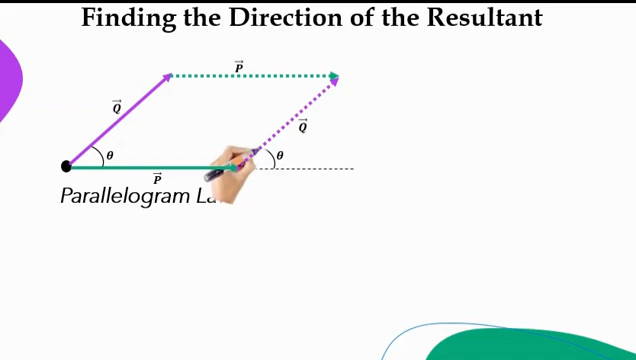 Finding the Direction of the Resultant
P
Q
Q
θ
θ
P
Parallelogram La